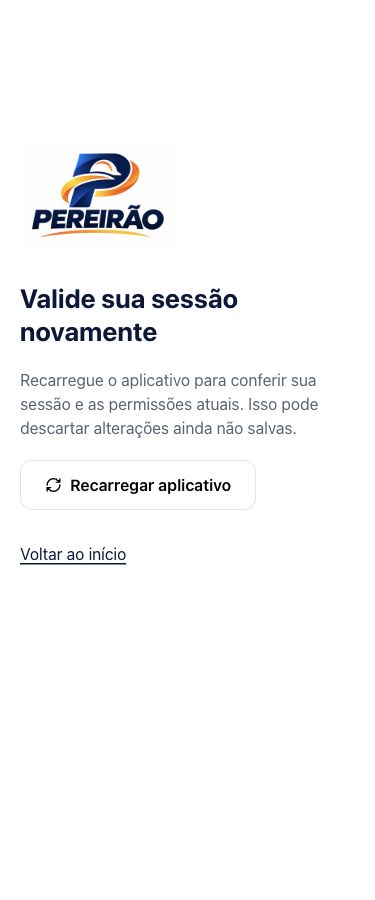 PEREIRÃO
Valide sua sessão
novamente
Recarregue o aplicativo para conferir sua
sessão e as permissões atuais. Isso pode
descartar alterações ainda não salvas.
Recarregar aplicativo
Voltar ao início